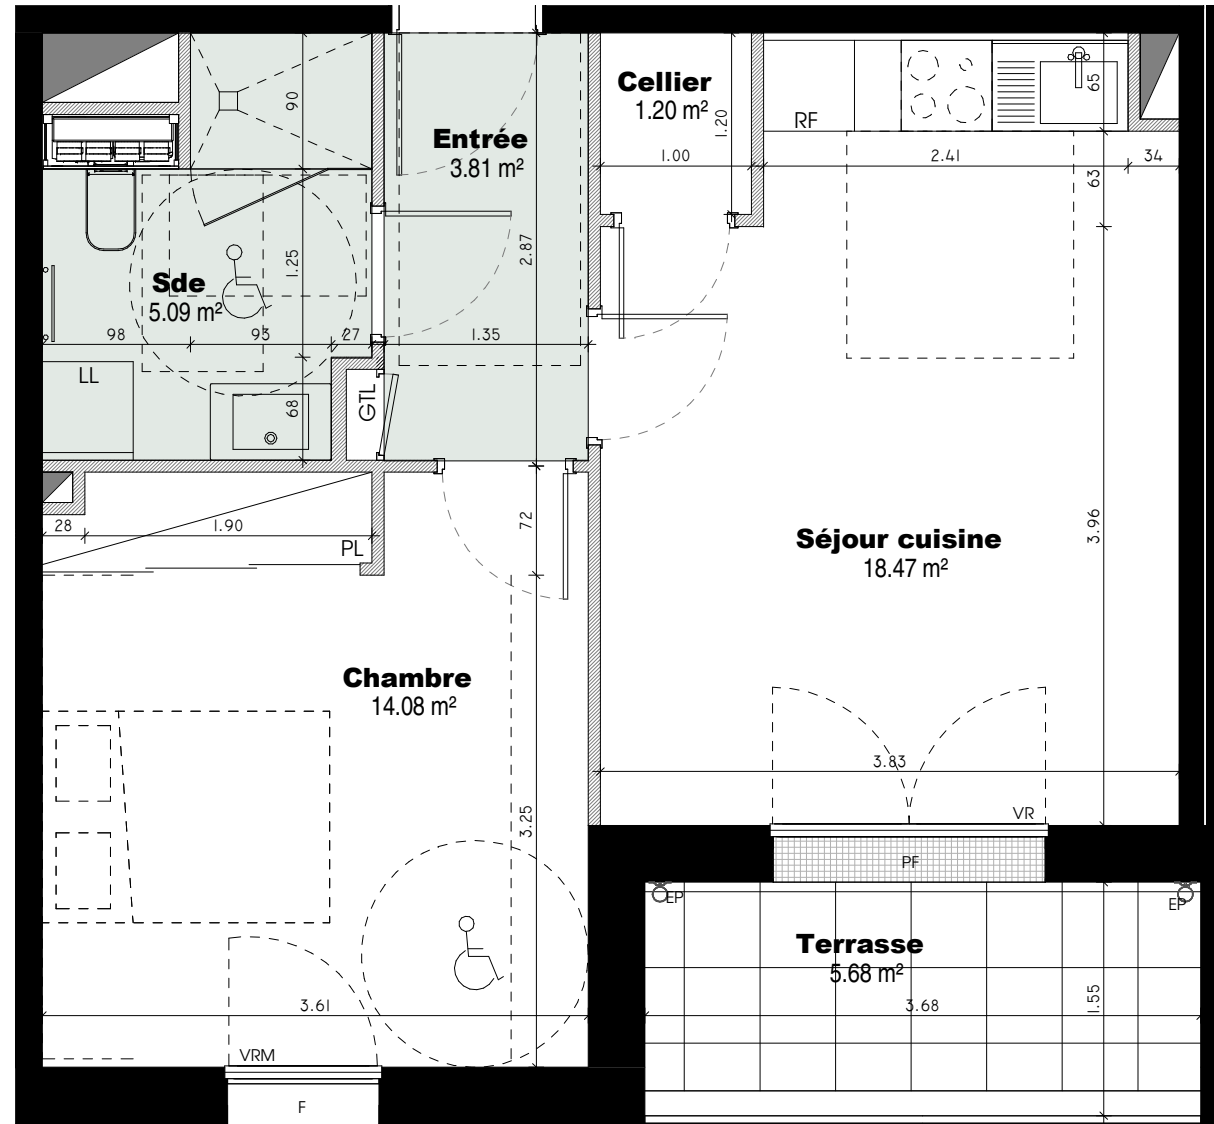 Cellier
1.20 m²
1.20
65
90
Entrée
3.81 m²
RF
1.00
2.41
34
63
2.87
1.25
Sde
5.09 m²
98
93
27
1.35
LL
GTL
68
28
1.90
PL
72
Séjour cuisine
18.47 m²
3.96
Chambre
14.08 m²
3.83
VR
3.25
PF
EP
EP
Terrasse
5.68 m²
3.61
3.68
1.55
VRM
F